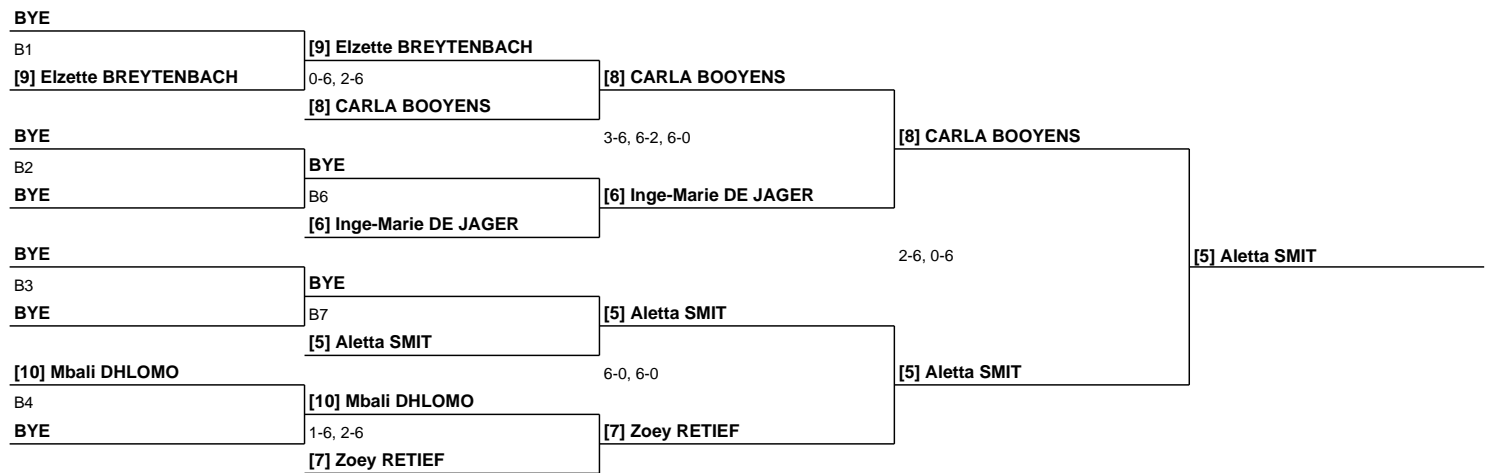 BYE
B1
[9] Elzette BREYTENBACH
[9] Elzette BREYTENBACH
0-6, 2-6
[8] CARLA BOOYENS
[8] CARLA BOOYENS
BYE
3-6, 6-2, 6-0
[8] CARLA BOOYENS
B2
BYE
BYE
B6
[6] Inge-Marie DE JAGER
[6] Inge-Marie DE JAGER
BYE
2-6, 0-6
[5] Aletta SMIT
B3
BYE
BYE
B7
[5] Aletta SMIT
[5] Aletta SMIT
[10] Mbali DHLOMO
6-0, 6-0
[5] Aletta SMIT
B4
[10] Mbali DHLOMO
BYE
1-6, 2-6
[7] Zoey RETIEF
[7] Zoey RETIEF